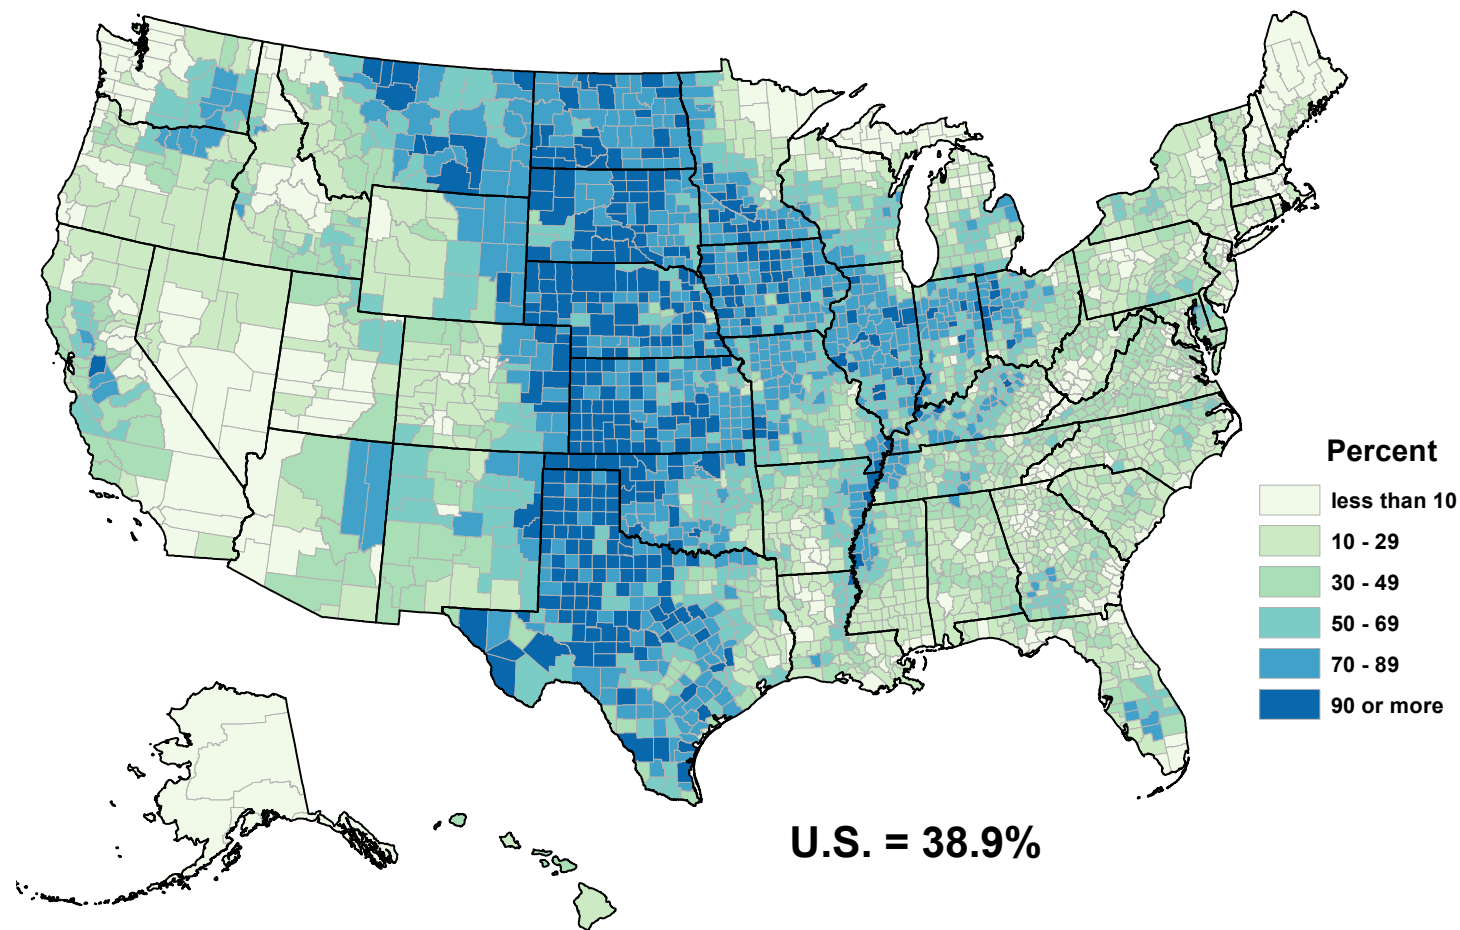 Percent
less than 10
10 - 29
30 - 49
50 - 69
70 - 89
90 or more
U.S. = 38.9%